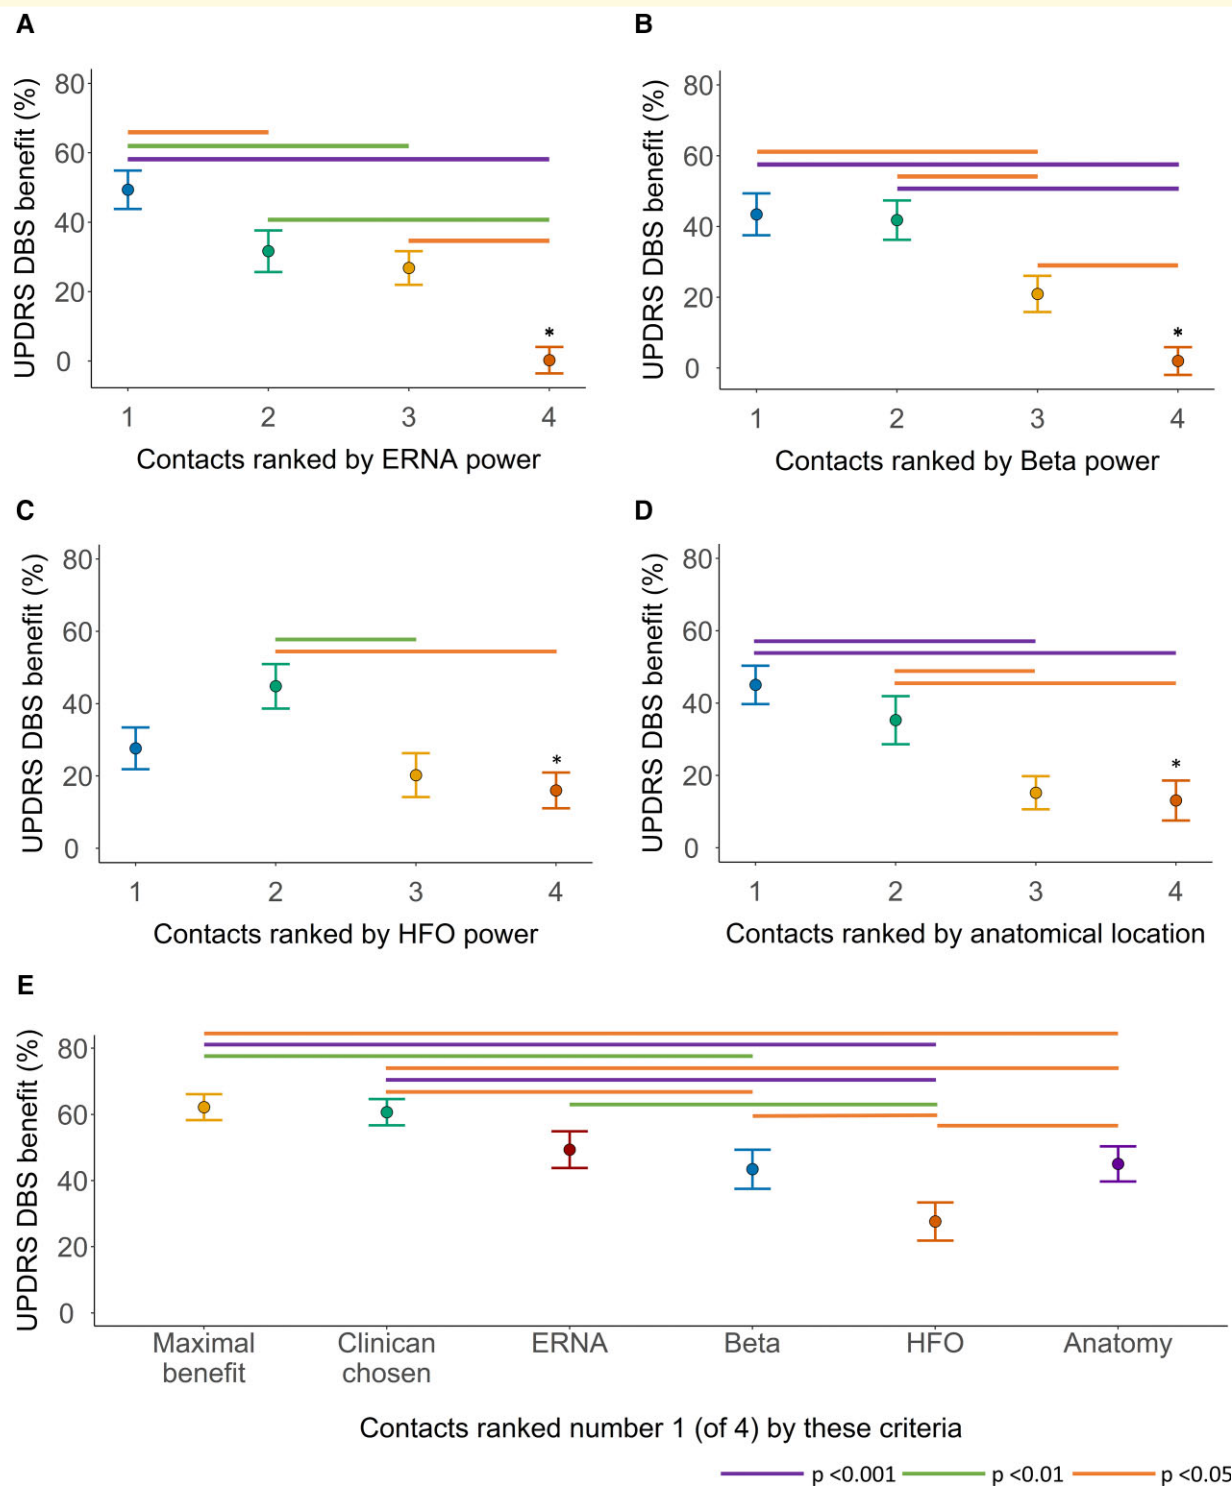 A
UPDRS DBS benefit (%)
80
60
40
20
0
*
1 2 3 4
Contacts ranked by ERNA power
B
UPDRS DBS benefit (%)
80
60
40
20
0
*
1 2 3 4
Contacts ranked by Beta power
C
UPDRS DBS benefit (%)
80
60
40
20
0
*
1 2 3 4
Contacts ranked by HFO power
D
UPDRS DBS benefit (%)
80
60
40
20
0
*
1 2 3 4
Contacts ranked by anatomical location
E
UPDRS DBS benefit (%)
80
60
40
20
0
Maximal
benefit
Clinican
chosen
ERNA
Beta
HFO
Anatomy
Contacts ranked number 1 (of 4) by these criteria
p <0.001 p <0.01 p <0.05